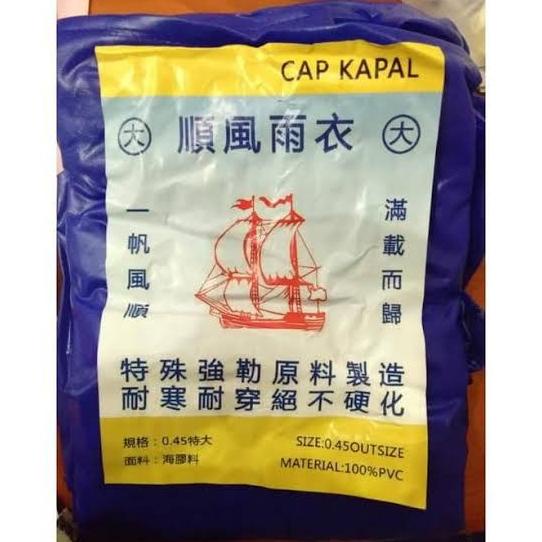 CAP KAPAL
大 順風雨衣 大
一帆風順
滿載而歸
特殊強勒原料製造
耐寒耐穿絕不硬化
規格：0.45特大
面料：海膠料
SIZE:0.45OUTSIZE
MATERIAL:100%PVC